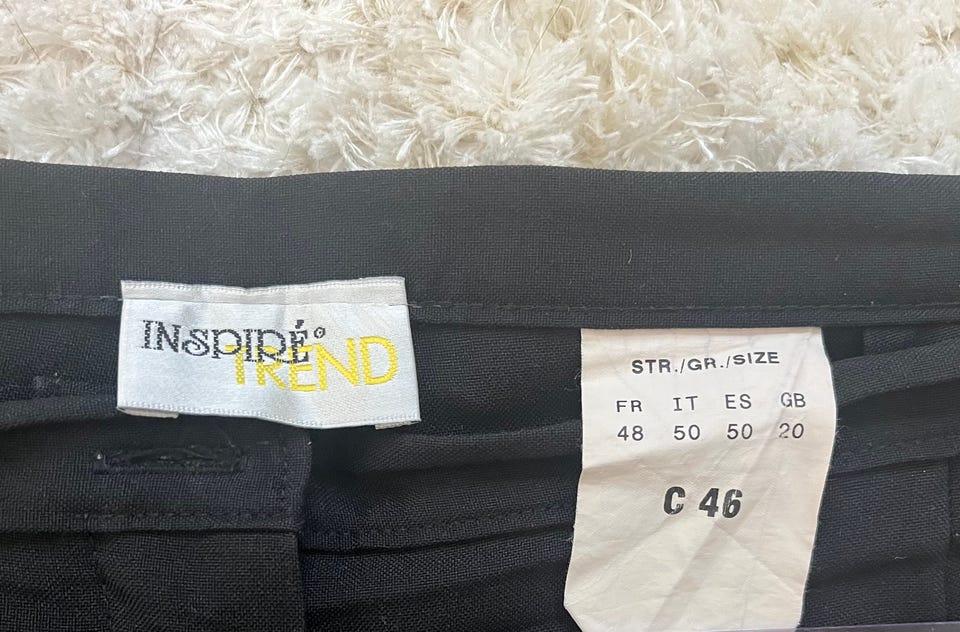 INSPIRÉ®
TREND
STR./GR./SIZE
FR IT ES GB
48 50 50 20
C 46